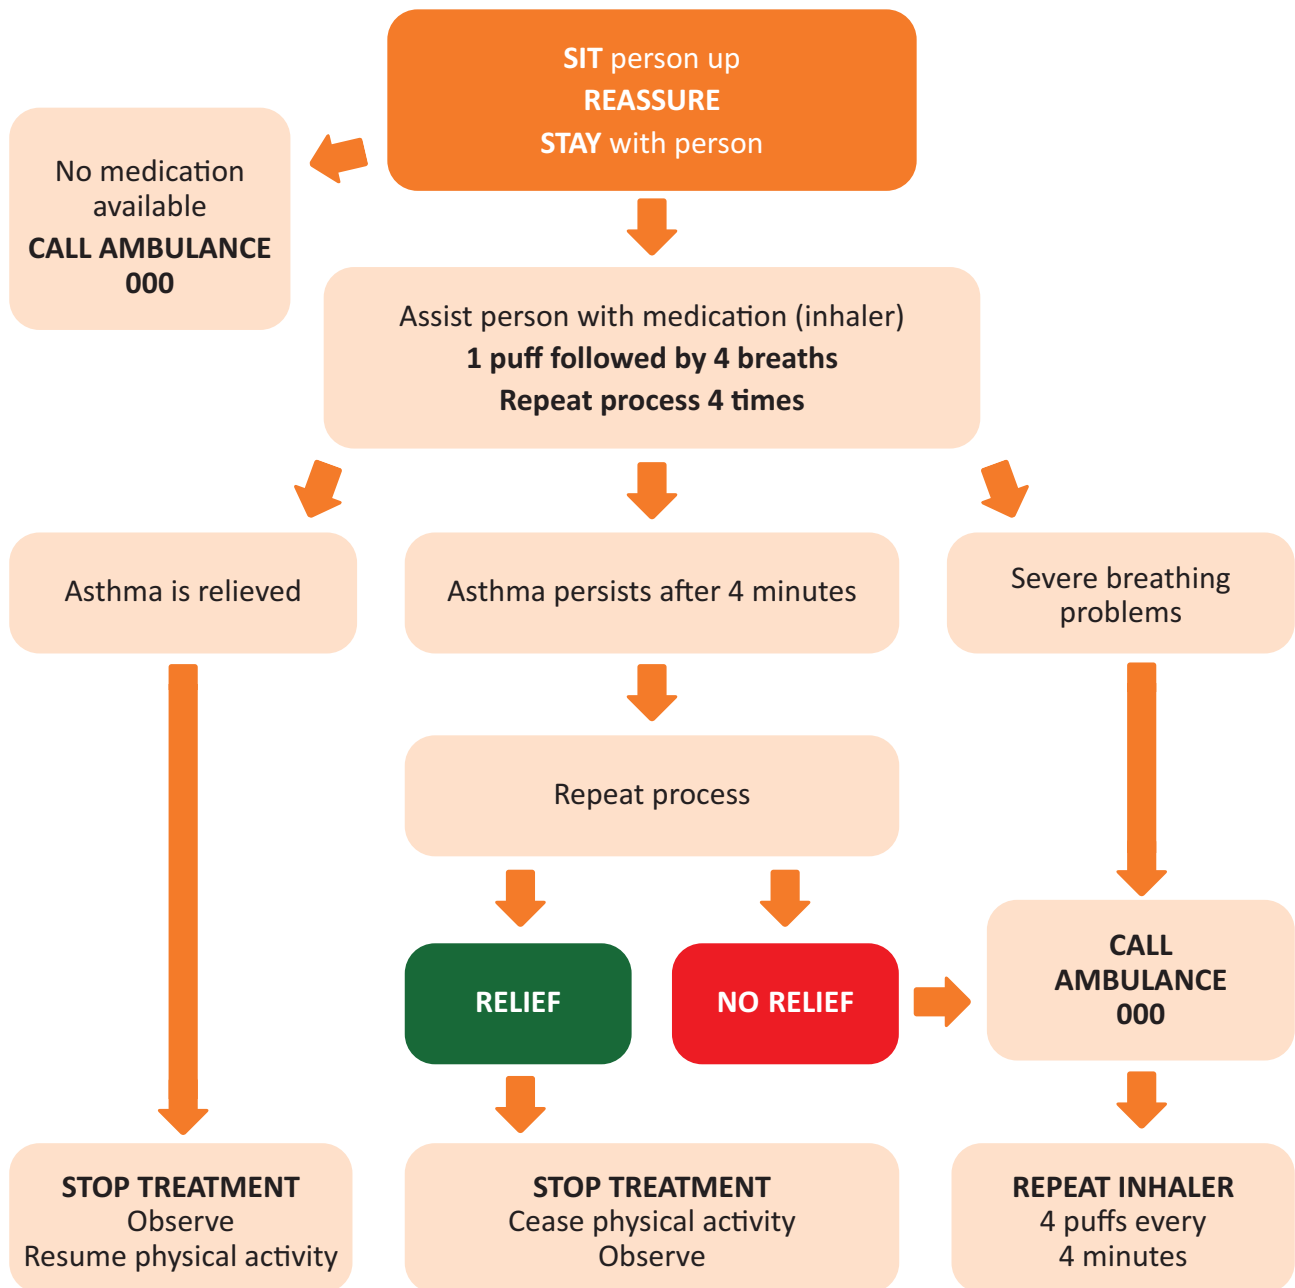 SIT person up
REASSURE
STAY with person
No medication
available
CALL AMBULANCE
000
Assist person with medication (inhaler)
1 puff followed by 4 breaths
Repeat process 4 times
Asthma is relieved
Asthma persists after 4 minutes
Severe breathing
problems
Repeat process
RELIEF
NO RELIEF
CALL
AMBULANCE
000
STOP TREATMENT
Observe
Resume physical activity
STOP TREATMENT
Cease physical activity
Observe
REPEAT INHALER
4 puffs every
4 minutes